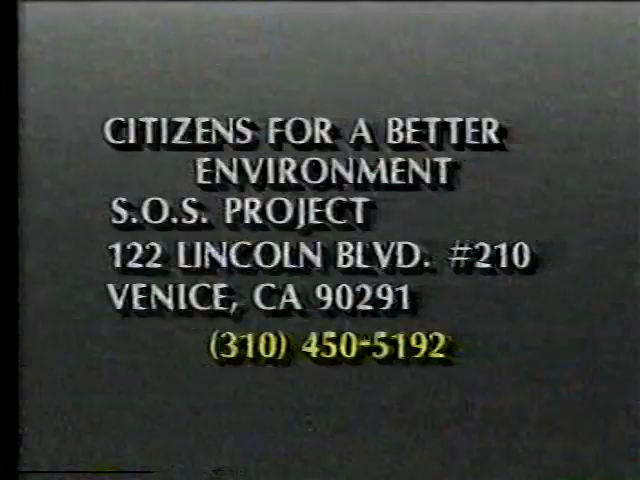 CITIZENS FOR A BETTER
ENVIRONMENT
S.O.S. PROJECT
122 LINCOLN BLVD. #210
VENICE, CA 90291
(310) 450-5192